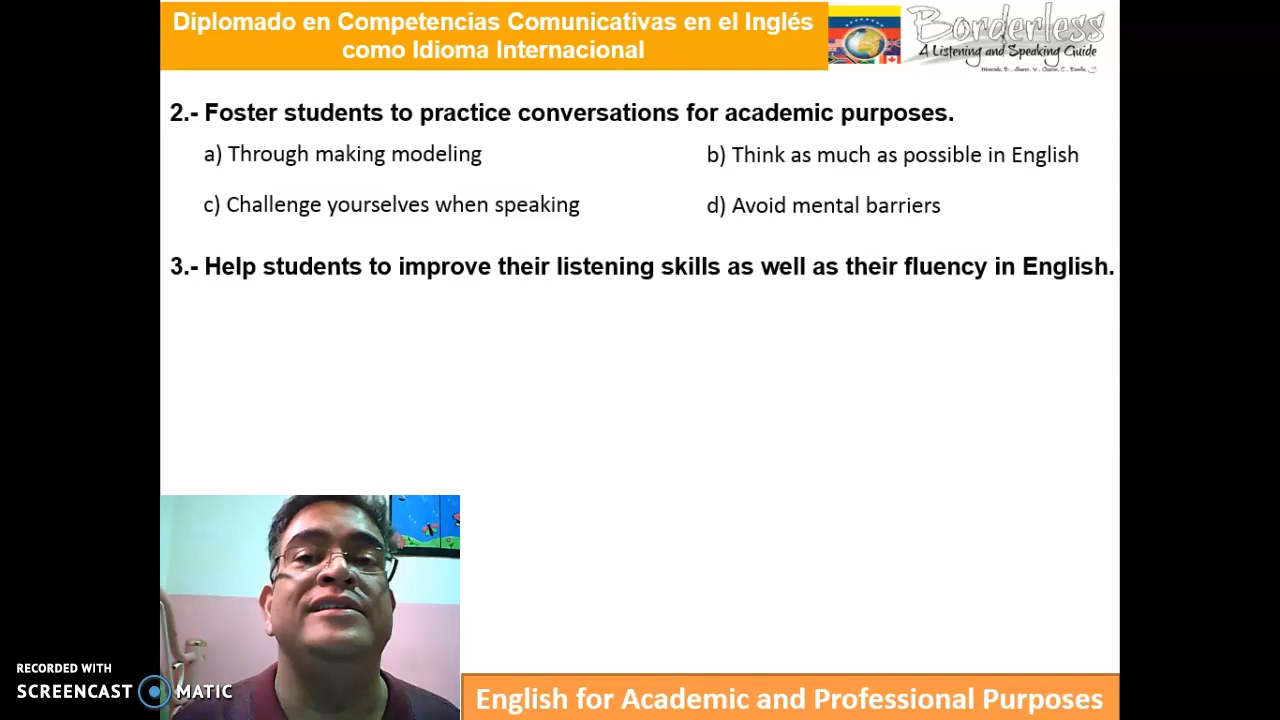 Diplomado en Competencias Comunicativas en el Inglés
como Idioma Internacional
Borderless
A Listening and Speaking Guide
2.- Foster students to practice conversations for academic purposes.
a) Through making modeling
b) Think as much as possible in English
c) Challenge yourselves when speaking
d) Avoid mental barriers
3.- Help students to improve their listening skills as well as their fluency in English.
RECORDED WITH
SCREENCAST MATIC
English for Academic and Professional Purposes